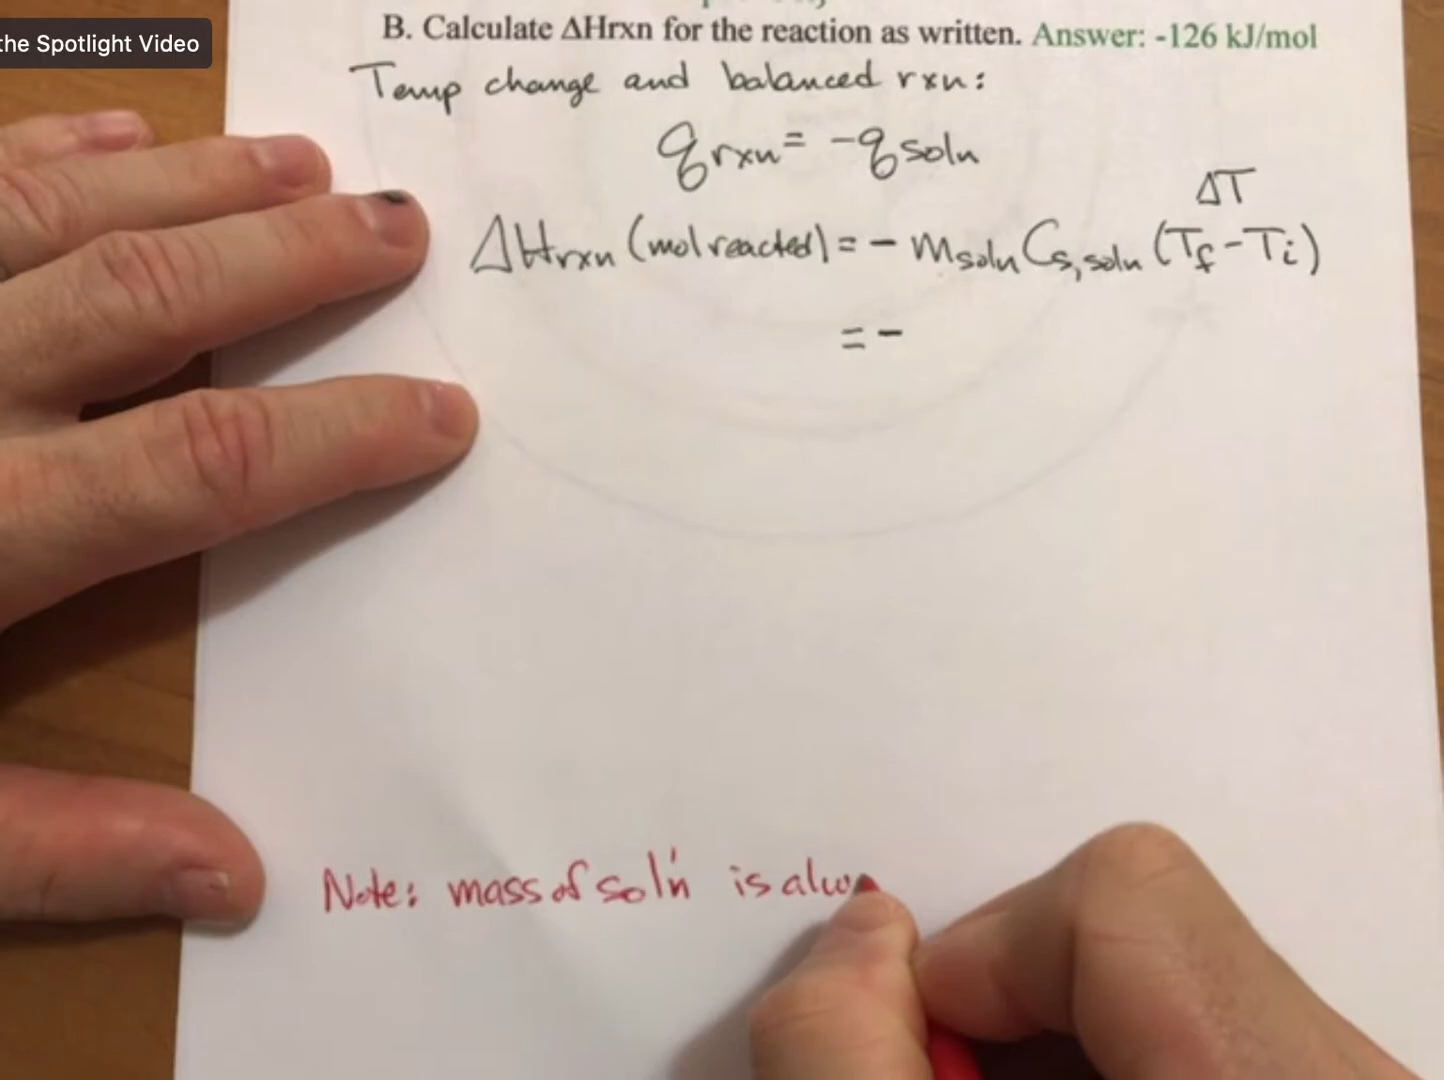 the Spotlight Video
B. Calculate ΔHrxn for the reaction as written. Answer: -126 kJ/mol
Temp change and balanced rxn:
qrxn = -qsoln
ΔT
ΔHrxn (mol reacted) = - msoln Cs,soln (Tf - Ti)
= -
Note: mass of sol'n is alwa